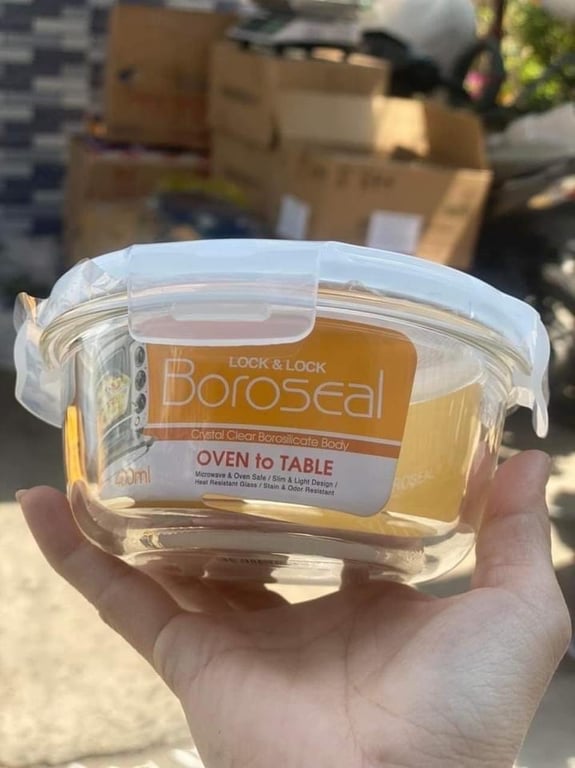 LOCK & LOCK
Boroseal
Crystal Clear Borosilicate Body
OVEN to TABLE
Microwave & Oven Safe / Slim & Light Design /
Heat Resistant Glass / Stain & Odor Resistant
BOROSEAL